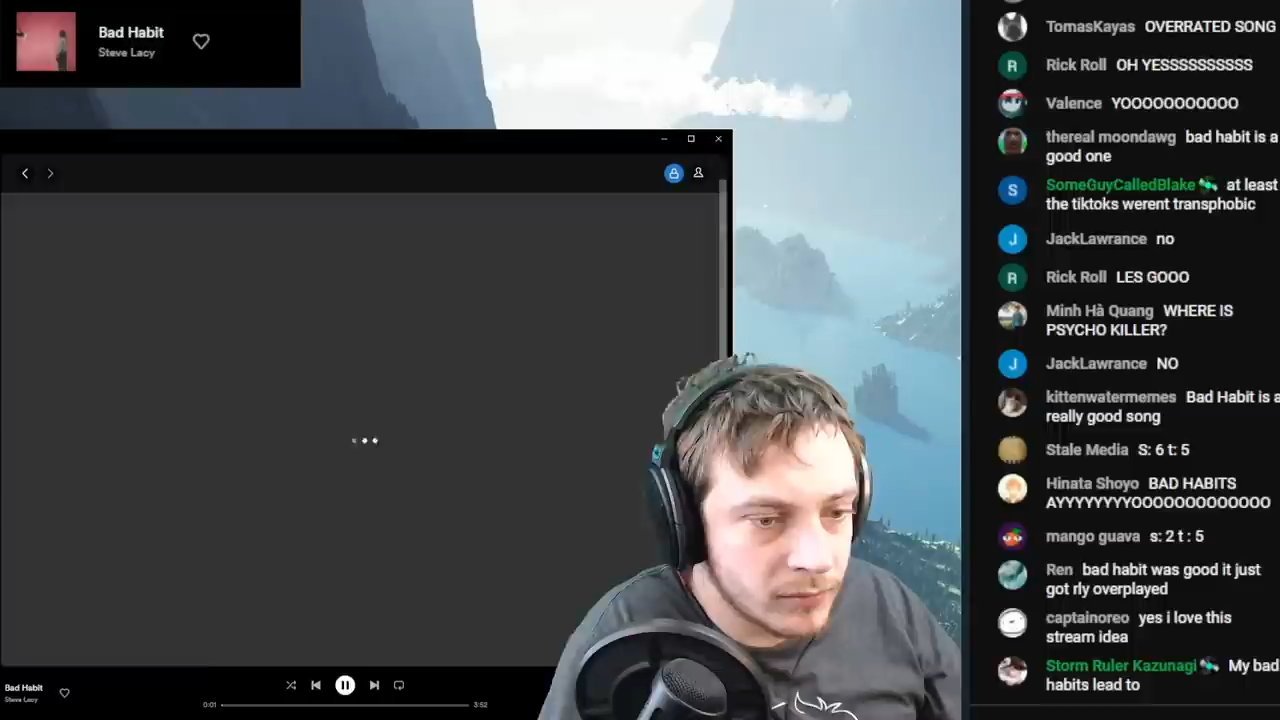 Bad Habit
Steve Lacy
TomasKayas OVERRATED SONG
Rick Roll OH YESSSSSSSSSS
Valence YOOOOOOOOOOO
thereal moondawg bad habit is a
good one
SomeGuyCalledBlake at least
the tiktoks werent transphobic
JackLawrance no
Rick Roll LES GOOO
Minh Hà Quang WHERE IS
PSYCHO KILLER?
JackLawrance NO
kittenwatermemes Bad Habit is a
really good song
Stale Media S: 6 t: 5
Hinata Shoyo BAD HABITS
AYYYYYYYYOOOOOOOOOOOOO
mango guava s: 2 t : 5
Ren bad habit was good it just
got rly overplayed
captainoreo yes i love this
stream idea
Storm Ruler Kazunagi My bad
habits lead to
Bad Habit
Steve Lacy
0:01
3:52